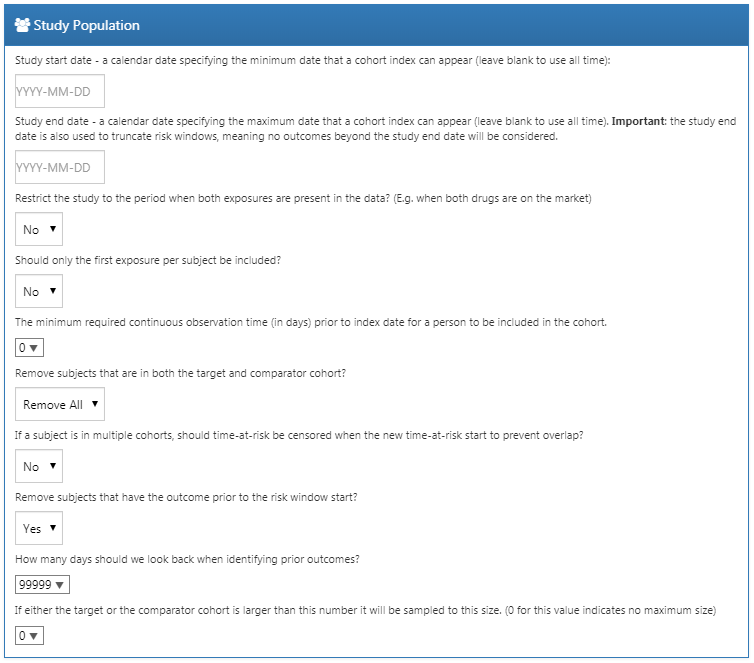 Study Population
Study start date - a calendar date specifying the minimum date that a cohort index can appear (leave blank to use all time):
YYYY-MM-DD
Study end date - a calendar date specifying the maximum date that a cohort index can appear (leave blank to use all time). Important: the study end
date is also used to truncate risk windows, meaning no outcomes beyond the study end date will be considered.
YYYY-MM-DD
Restrict the study to the period when both exposures are present in the data? (E.g. when both drugs are on the market)
No
Should only the first exposure per subject be included?
No
The minimum required continuous observation time (in days) prior to index date for a person to be included in the cohort.
0
Remove subjects that are in both the target and comparator cohort?
Remove All
If a subject is in multiple cohorts, should time-at-risk be censored when the new time-at-risk start to prevent overlap?
No
Remove subjects that have the outcome prior to the risk window start?
Yes
How many days should we look back when identifying prior outcomes?
99999
If either the target or the comparator cohort is larger than this number it will be sampled to this size. (0 for this value indicates no maximum size)
0